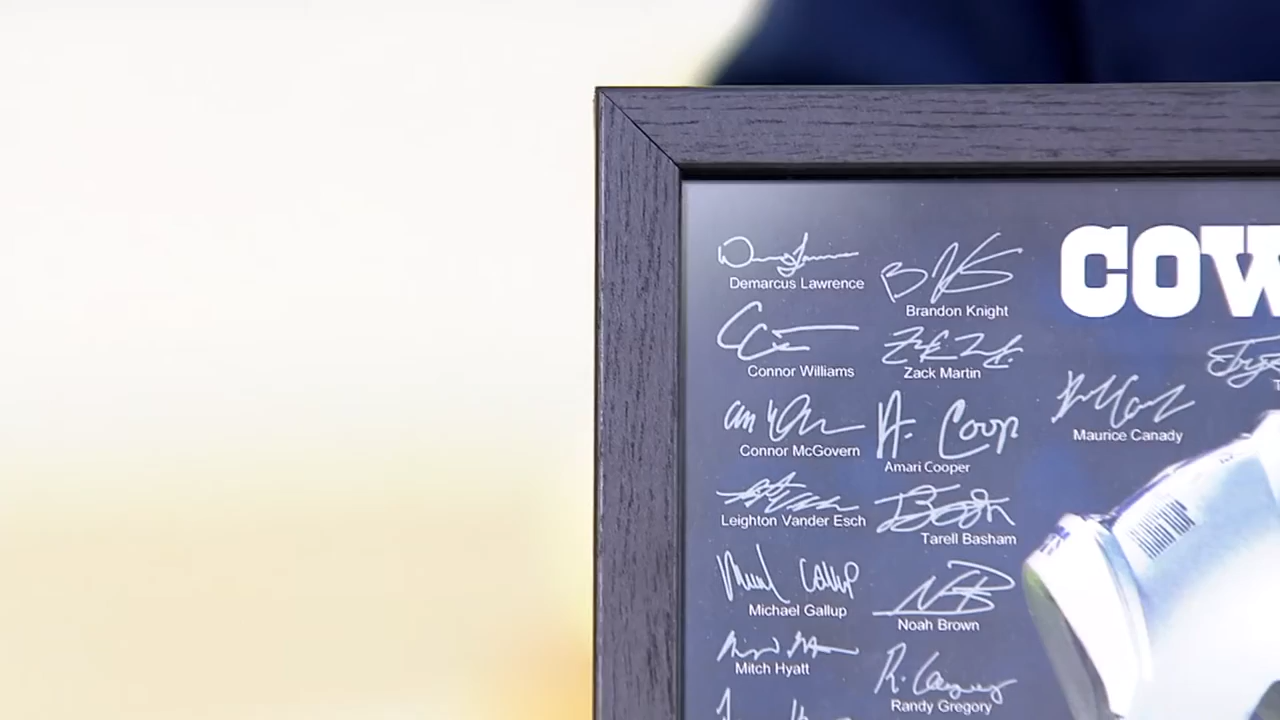 COW
Demarcus Lawrence
Brandon Knight
Connor Williams
Zack Martin
Maurice Canady
Connor McGovern
A. Coop
Amari Cooper
Leighton Vander Esch
Tarell Basham
Michael Gallup
Noah Brown
Mitch Hyatt
Randy Gregory